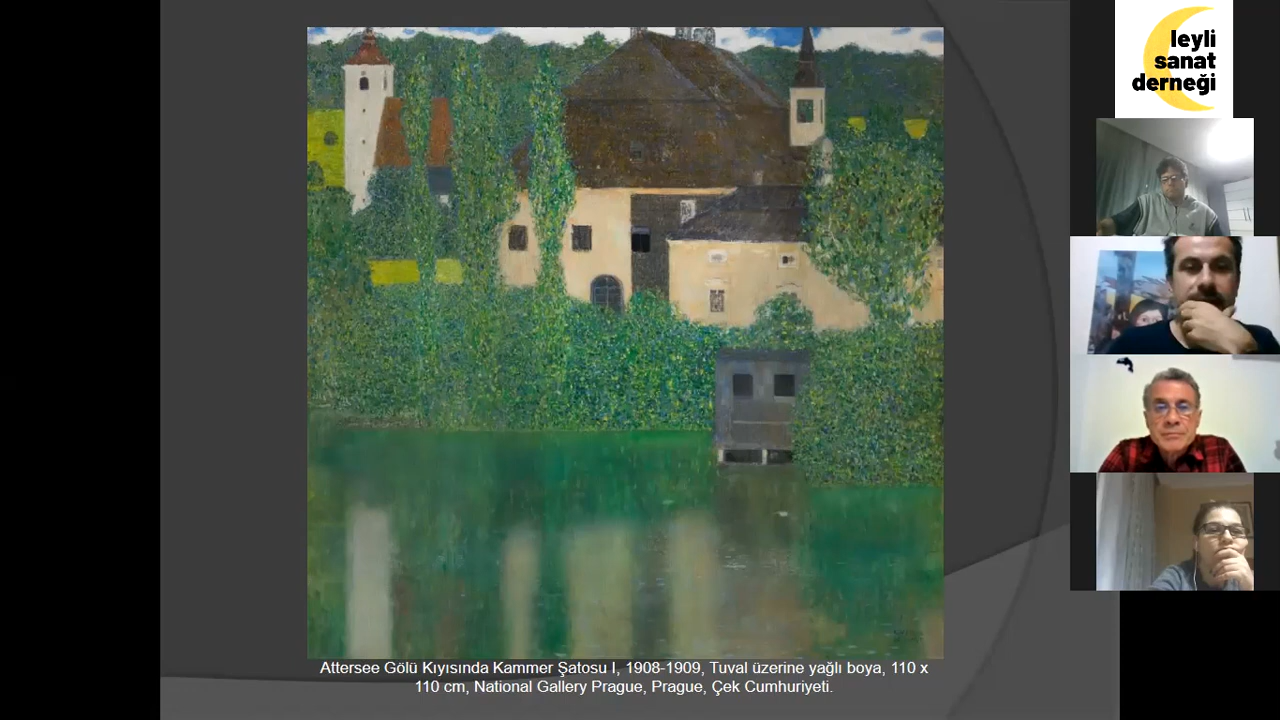 leyli
sanat
derneği
Attersee Gölü Kıyısında Kammer Şatosu I, 1908-1909, Tuval üzerine yağlı boya, 110 x
110 cm, National Gallery Prague, Prague, Çek Cumhuriyeti.